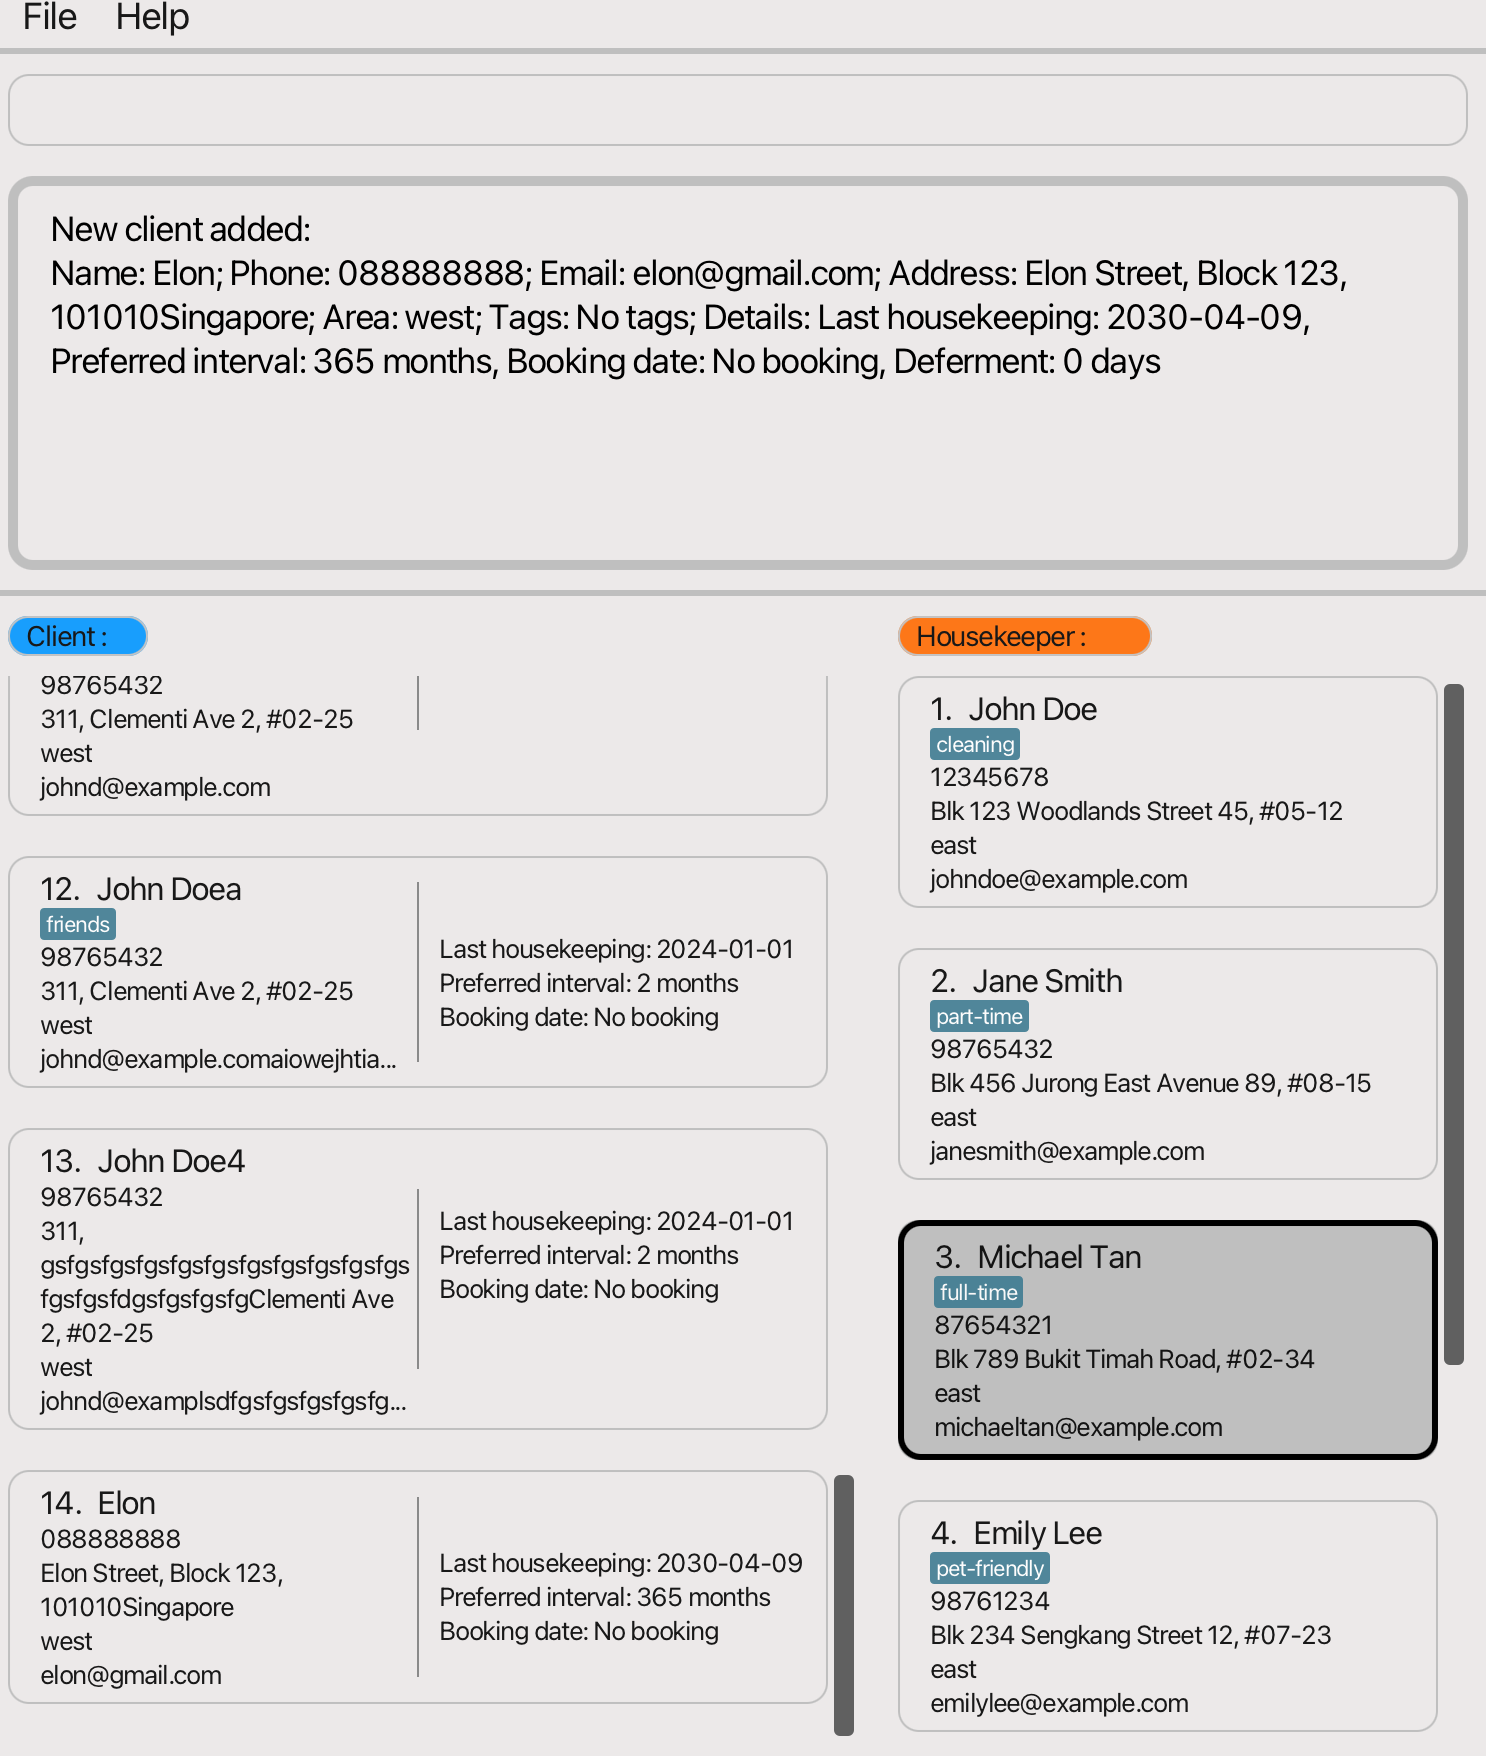 File Help
New client added:
Name: Elon; Phone: 088888888; Email: elon@gmail.com; Address: Elon Street, Block 123,
101010Singapore; Area: west; Tags: No tags; Details: Last housekeeping: 2030-04-09,
Preferred interval: 365 months, Booking date: No booking, Deferment: 0 days
Client :
98765432
311, Clementi Ave 2, #02-25
west
johnd@example.com
12. John Doea
friends
98765432
311, Clementi Ave 2, #02-25
west
johnd@example.comaiowejhtia...
Last housekeeping: 2024-01-01
Preferred interval: 2 months
Booking date: No booking
13. John Doe4
98765432
311,
gsfgsfgsfgsfgsfgsfgsfgsfgsfgsfgsfgs
fgsfgsfdgsfgsfgsfgClementi Ave
2, #02-25
west
johnd@examplsdfgsfgsfgsfgsfg...
Last housekeeping: 2024-01-01
Preferred interval: 2 months
Booking date: No booking
14. Elon
088888888
Elon Street, Block 123,
101010Singapore
west
elon@gmail.com
Last housekeeping: 2030-04-09
Preferred interval: 365 months
Booking date: No booking
Housekeeper :
1. John Doe
cleaning
12345678
Blk 123 Woodlands Street 45, #05-12
east
johndoe@example.com
2. Jane Smith
part-time
98765432
Blk 456 Jurong East Avenue 89, #08-15
east
janesmith@example.com
3. Michael Tan
full-time
87654321
Blk 789 Bukit Timah Road, #02-34
east
michaeltan@example.com
4. Emily Lee
pet-friendly
98761234
Blk 234 Sengkang Street 12, #07-23
east
emilylee@example.com